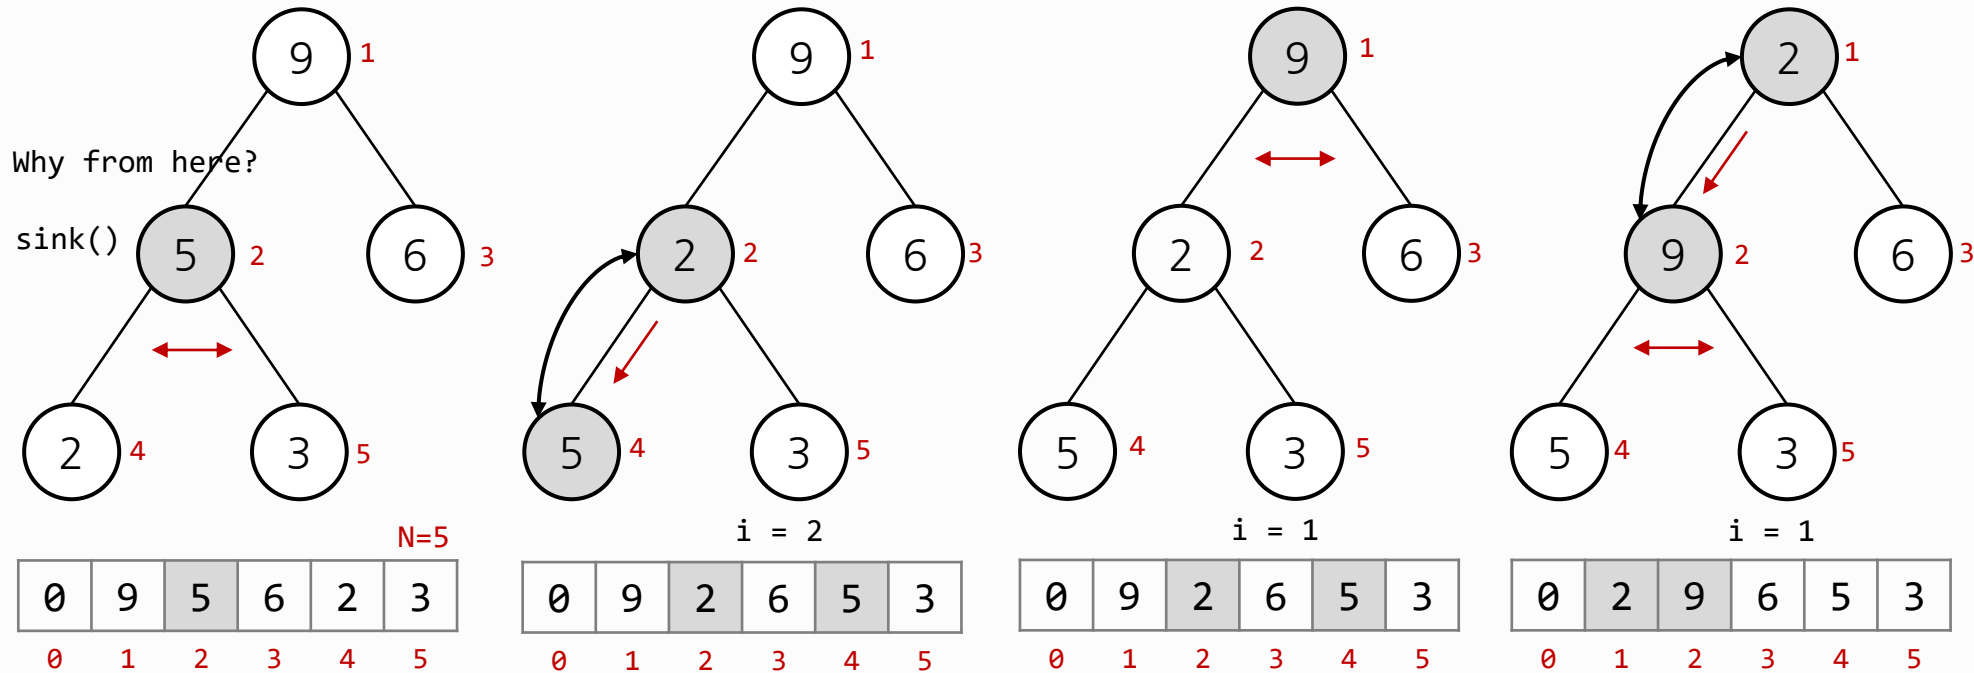 9 1
Why from here?
sink() 5 2 6 3
2 4 3 5
N=5
0 9 5 6 2 3
0 1 2 3 4 5
9 1
2 2 6 3
5 4 3 5
i = 2
0 9 2 6 5 3
0 1 2 3 4 5
9 1
2 2 6 3
5 4 3 5
i = 1
0 9 2 6 5 3
0 1 2 3 4 5
2 1
9 2 6 3
5 4 3 5
i = 1
0 2 9 6 5 3
0 1 2 3 4 5